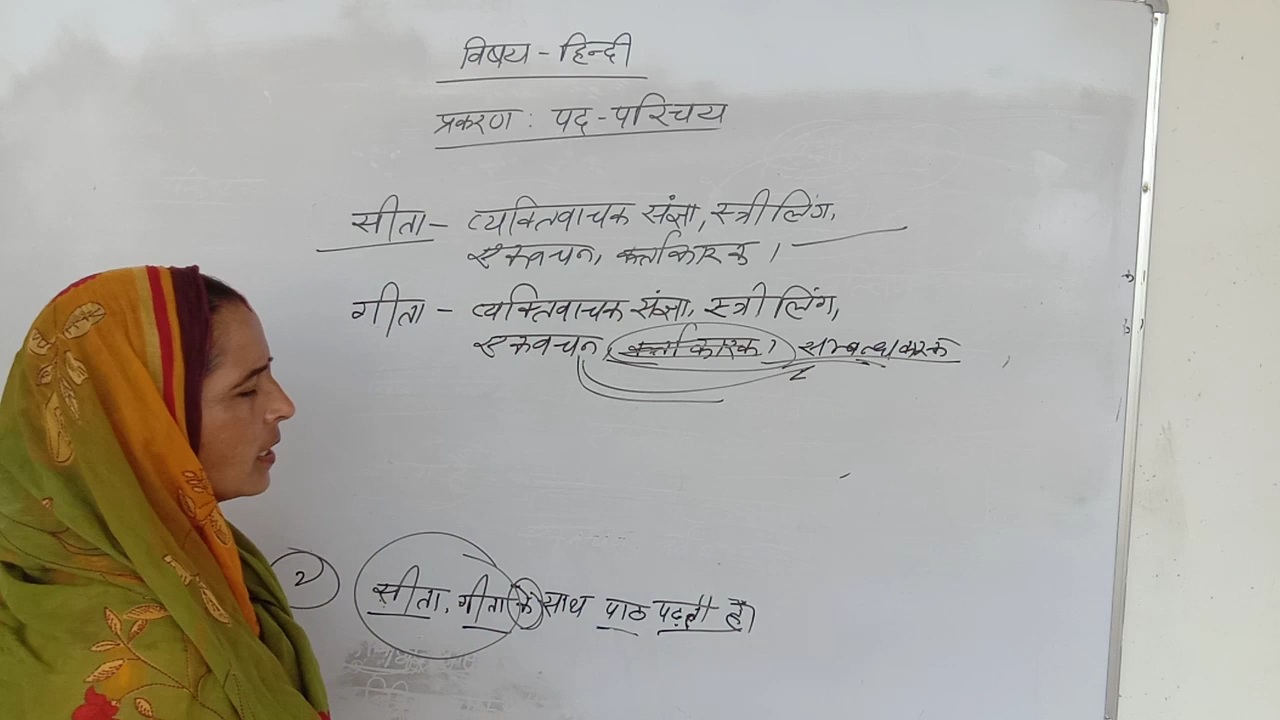 विषय - हिन्दी
प्रकरण : पद - परिचय
सीता - व्यक्तिवाचक संज्ञा, स्त्रीलिंग,
एकवचन, कर्ताकारक ।
गीता - व्यक्तिवाचक संज्ञा, स्त्रीलिंग,
एकवचन, कर्ता कारक । सम्बन्धकारक
2 सीता, गीता के साथ पाठ पढ़ती है।